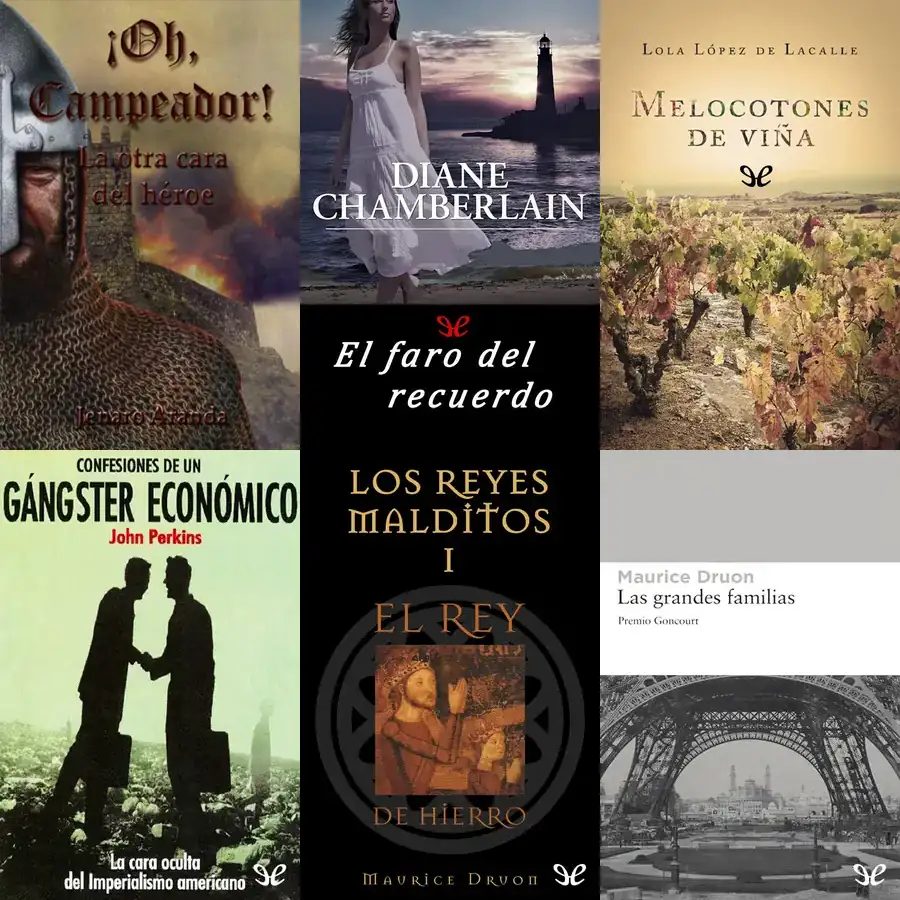 ¡Oh,
Campeador!
La otra cara
del héroe
Jenaro Aranda
DIANE
CHAMBERLAIN
El faro del
recuerdo
LOLA LÓPEZ DE LACALLE
MELOCOTONES
DE VIÑA
CONFESIONES DE UN
GÁNGSTER ECONÓMICO
John Perkins
La cara oculta
del Imperialismo americano
LOS REYES
MALDITOS
I
EL REY
DE HIERRO
MAURICE DRUON
Maurice Druon
Las grandes familias
Premio Goncourt